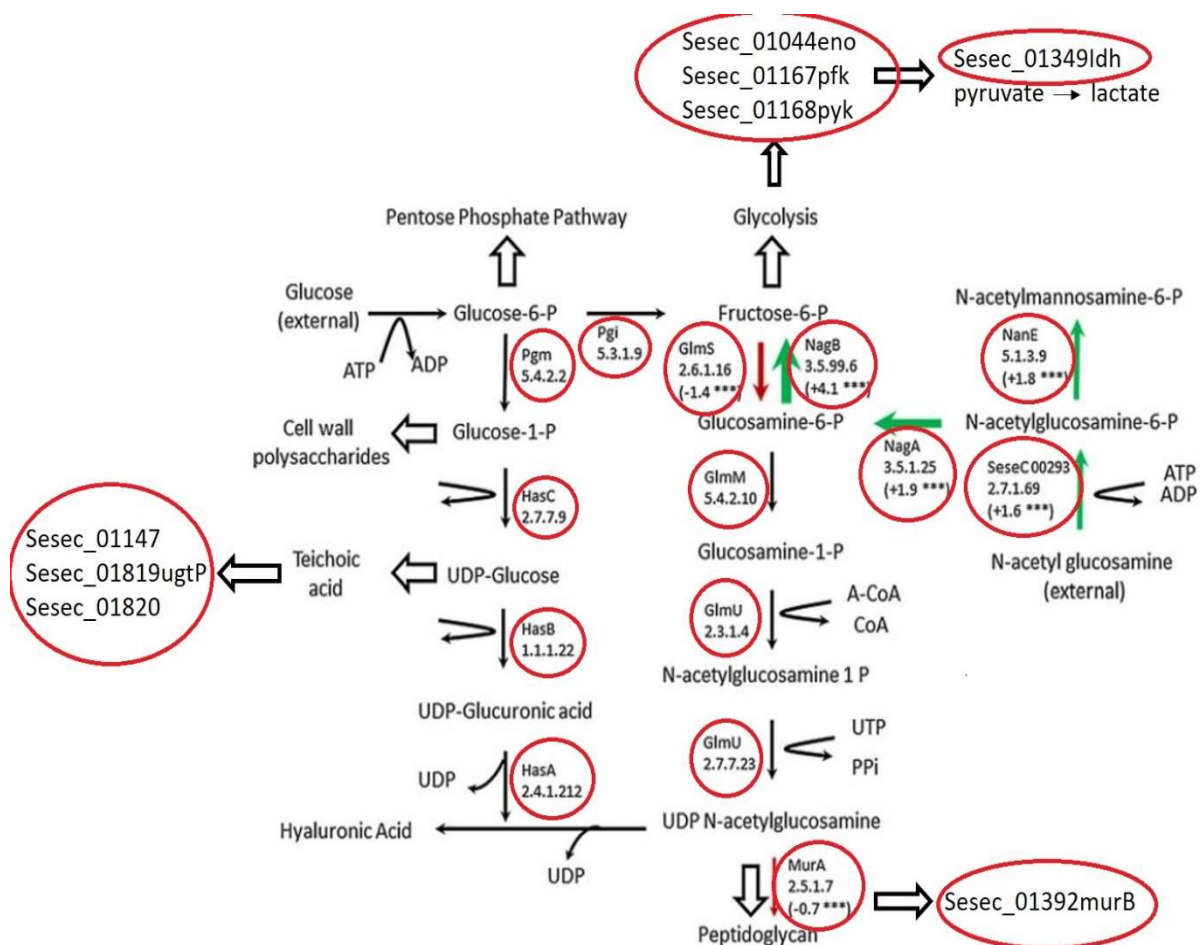 Sesec_01044eno
Sesec_01167pfk
Sesec_01168pyk
Sesec_01349ldh
pyruvate → lactate
Pentose Phosphate Pathway
Glycolysis
Glucose
(external)
Glucose-6-P
Fructose-6-P
N-acetylmannosamine-6-P
ATP
ADP
Pgm
5.4.2.2
Pgi
5.3.1.9
GlmS
2.6.1.16
(-1.4 ***)
NagB
3.5.99.6
(+4.1 ***)
NanE
5.1.3.9
(+1.8 ***)
Cell wall
polysaccharides
Glucose-1-P
Glucosamine-6-P
N-acetylglucosamine-6-P
HasC
2.7.7.9
GlmM
5.4.2.10
NagA
3.5.1.25
(+1.9 ***)
SeseC00293
2.7.1.69
(+1.6 ***)
ATP
ADP
Sesec_01147
Sesec_01819ugtP
Sesec_01820
Teichoic
acid
UDP-Glucose
Glucosamine-1-P
N-acetyl glucosamine
(external)
HasB
1.1.1.22
GlmU
2.3.1.4
A-CoA
CoA
UDP-Glucuronic acid
N-acetylglucosamine 1 P
UDP
HasA
2.4.1.212
GlmU
2.7.7.23
UTP
PPi
Hyaluronic Acid
UDP
UDP N-acetylglucosamine
MurA
2.5.1.7
(-0.7 ***)
Peptidoglycan
Sesec_01392murB